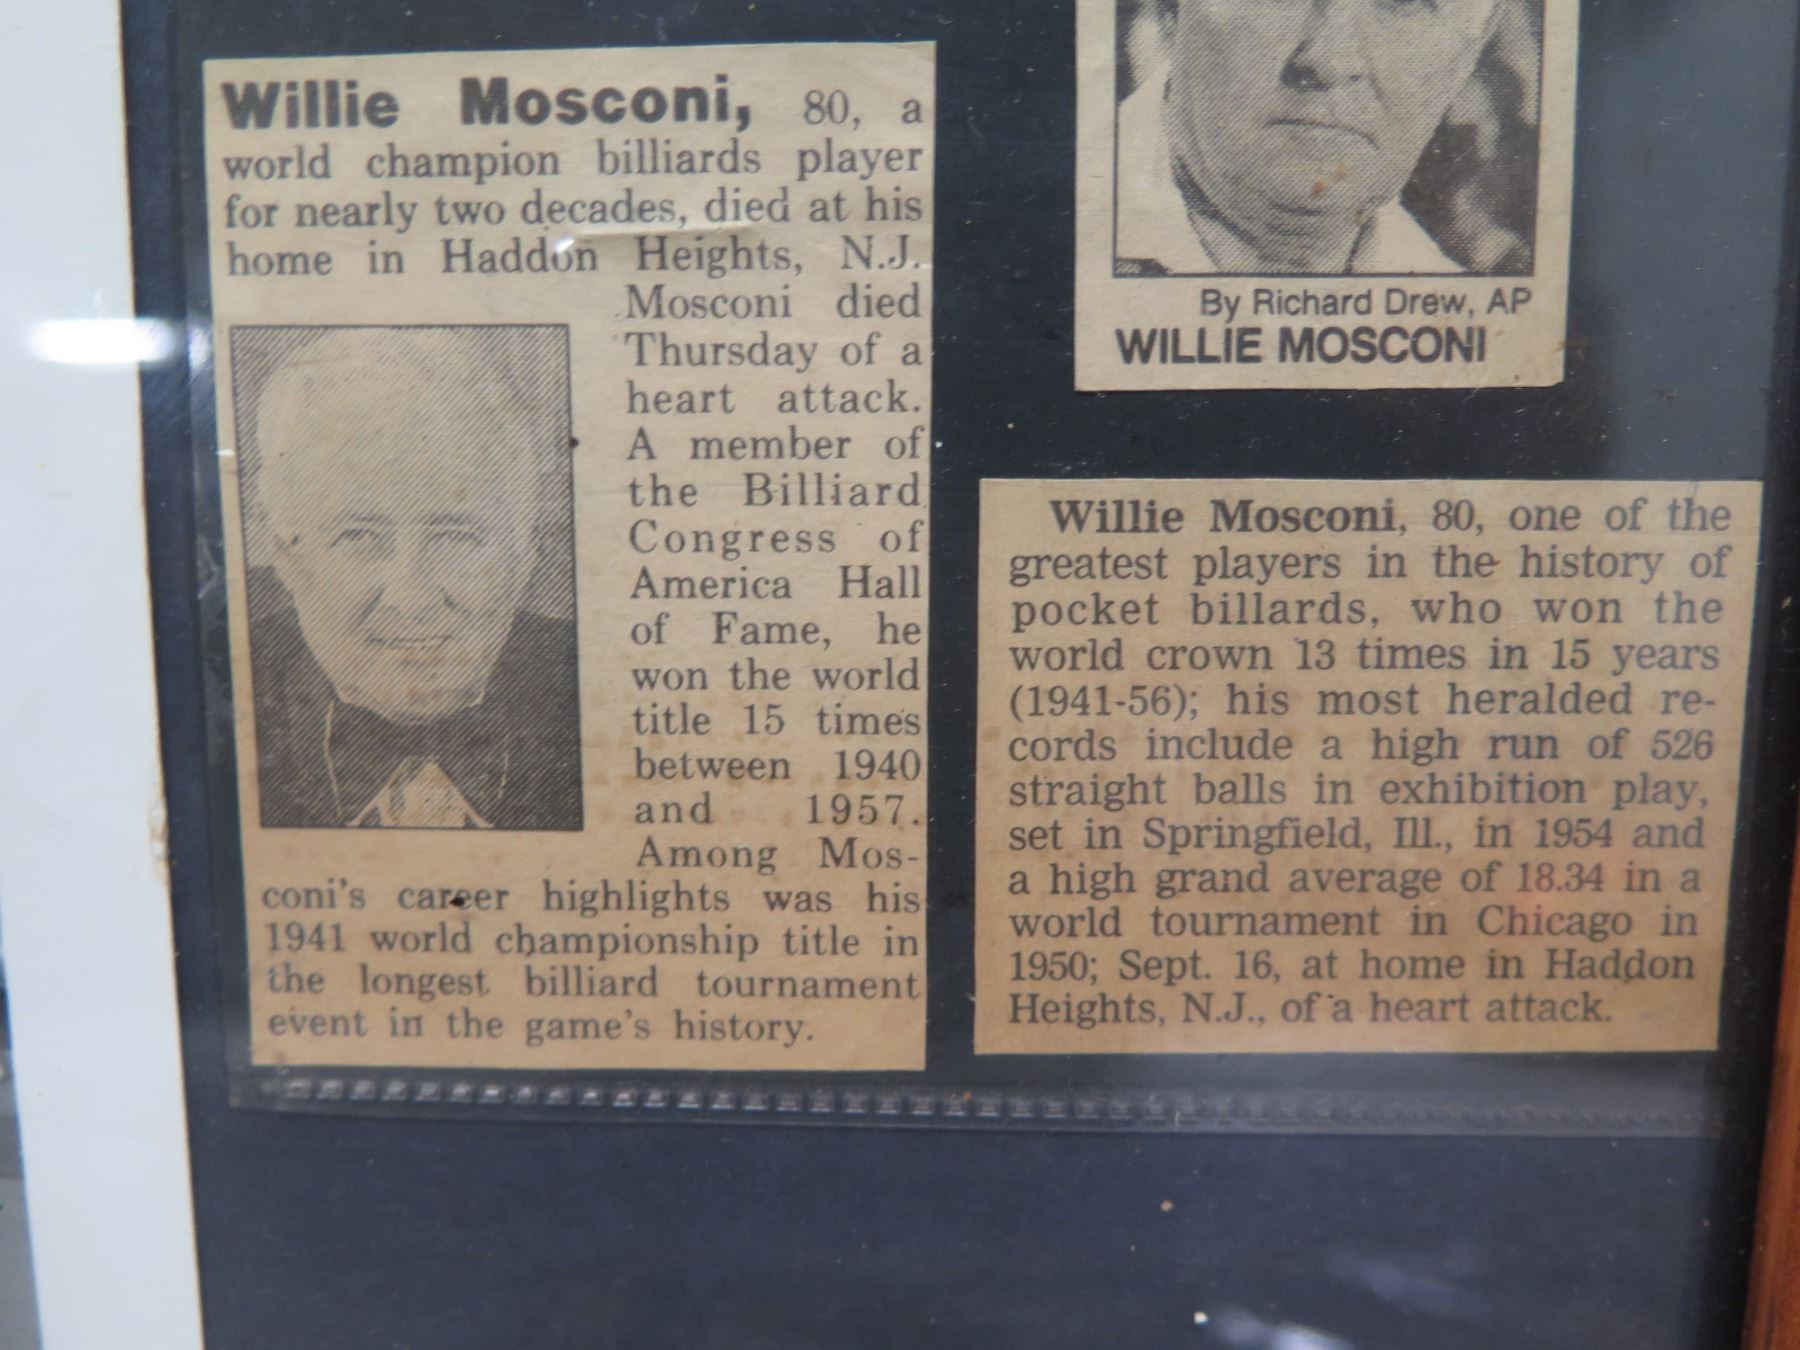 Willie Mosconi, 80, a
world champion billiards player
for nearly two decades, died at his
home in Haddon Heights, N.J.
Mosconi died
Thursday of a
heart attack.
A member of
the Billiard
Congress of
America Hall
of Fame, he
won the world
title 15 times
between 1940
and 1957.
Among Mos-
coni's career highlights was his
1941 world championship title in
the longest billiard tournament
event in the game's history.
By Richard Drew, AP
WILLIE MOSCONI
Willie Mosconi, 80, one of the
greatest players in the history of
pocket billards, who won the
world crown 13 times in 15 years
(1941-56); his most heralded re-
cords include a high run of 526
straight balls in exhibition play,
set in Springfield, Ill., in 1954 and
a high grand average of 18.34 in a
world tournament in Chicago in
1950; Sept. 16, at home in Haddon
Heights, N.J., of a heart attack.